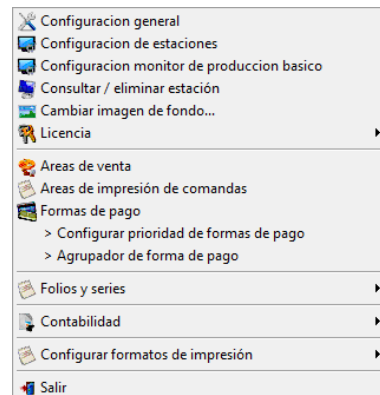 Configuracion general
Configuracion de estaciones
Configuracion monitor de produccion basico
Consultar / eliminar estación
Cambiar imagen de fondo...
Licencia
Areas de venta
Areas de impresión de comandas
Formas de pago
> Configurar prioridad de formas de pago
> Agrupador de forma de pago
Folios y series
Contabilidad
Configurar formatos de impresión
Salir